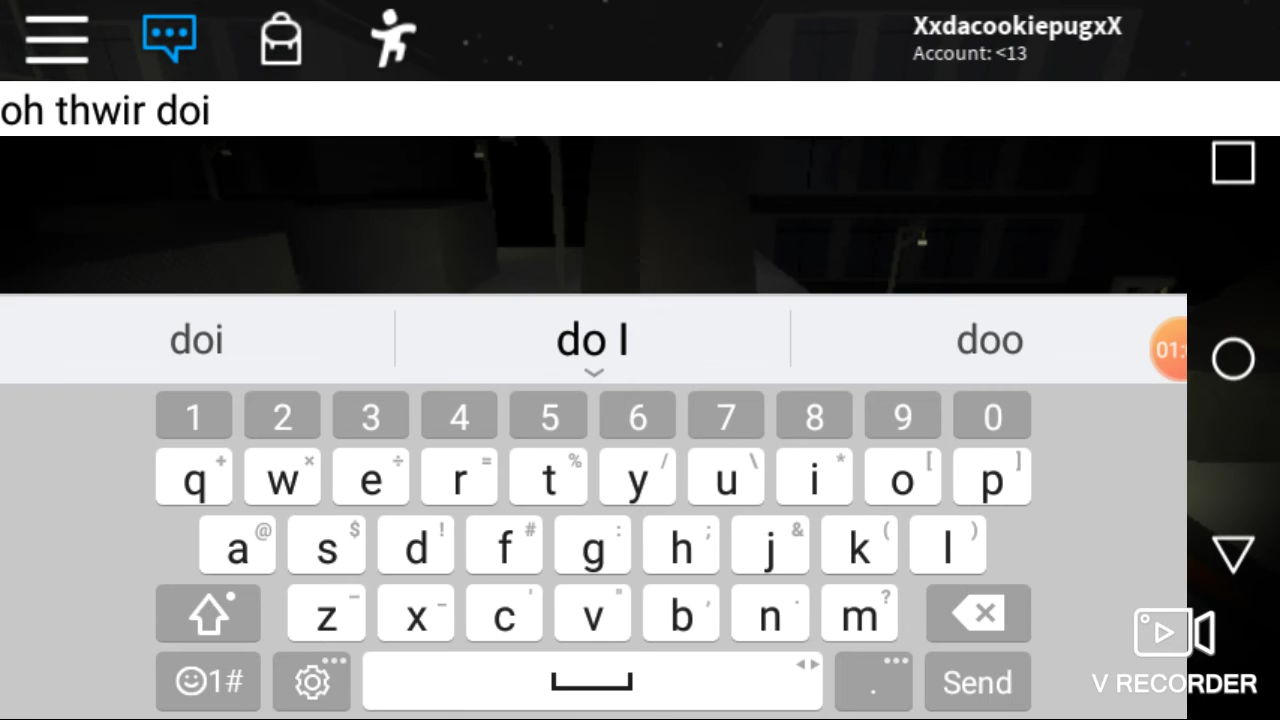 XxdacookiepugxX
Account: <13
oh thwir doi
doi do I doo
01:
1 2 3 4 5 6 7 8 9 0
q + w × e ÷ r = t % y / u \ i * o [ p ]
a @ s $ d ! f # g : h ; j & k ( l )
z - x _ c ' v " b , n . m ?
1# . Send
V RECORDER